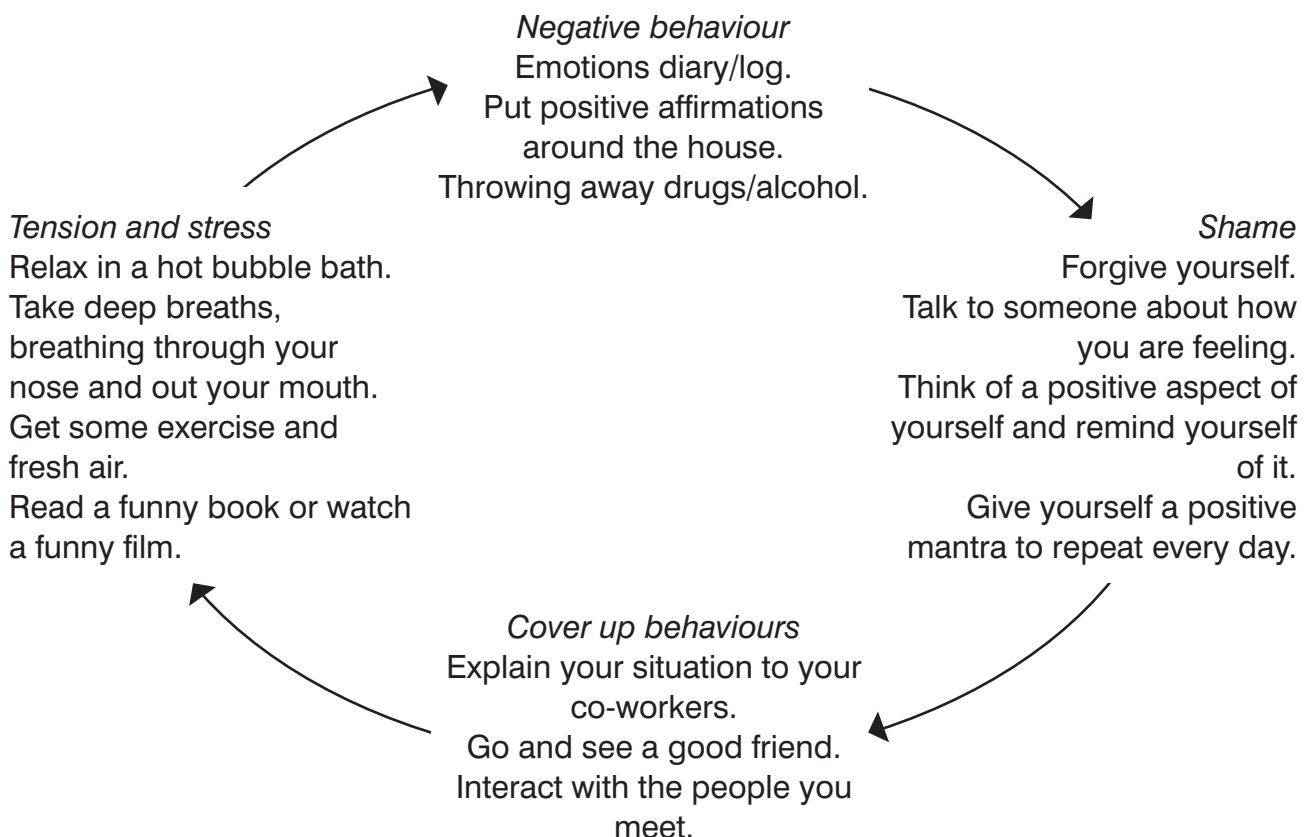 Negative behaviour
Emotions diary/log.
Put positive affirmations
around the house.
Throwing away drugs/alcohol.
Shame
Forgive yourself.
Talk to someone about how
you are feeling.
Think of a positive aspect of
yourself and remind yourself
of it.
Give yourself a positive
mantra to repeat every day.
Cover up behaviours
Explain your situation to your
co-workers.
Go and see a good friend.
Interact with the people you
meet.
Tension and stress
Relax in a hot bubble bath.
Take deep breaths,
breathing through your
nose and out your mouth.
Get some exercise and
fresh air.
Read a funny book or watch
a funny film.